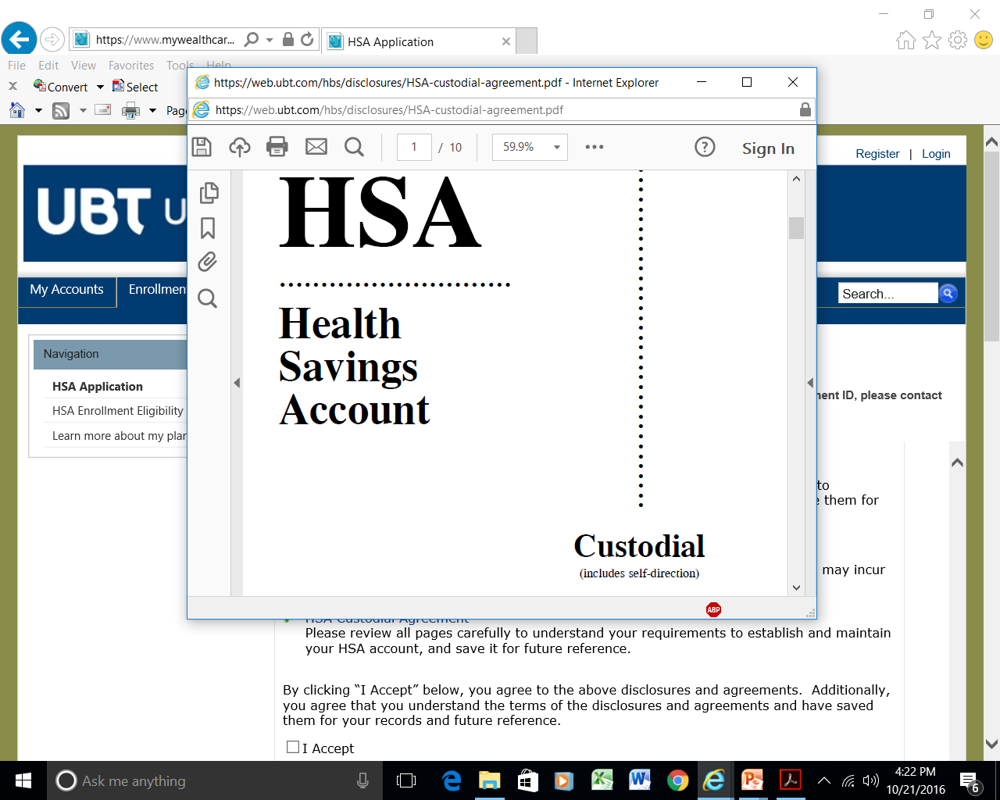 https://www.mywealthcar...
HSA Application
File Edit View Favorites Tools Help
Convert Select
https://web.ubt.com/hbs/disclosures/HSA-custodial-agreement.pdf - Internet Explorer
https://web.ubt.com/hbs/disclosures/HSA-custodial-agreement.pdf
1 / 10
59.9%
Sign In
Register | Login
UBT
My Accounts
Search...
Navigation
HSA Application
HSA Enrollment Eligibility
Learn more about my
HSA
Health
Savings
Account
Custodial
(includes self-direction)
ID, please contact
to
them for
may incur
ABP
HSA Custodial Agreement
Please review all pages carefully to understand your requirements to establish and maintain
your HSA account, and save it for future reference.
By clicking “I Accept” below, you agree to the above disclosures and agreements. Additionally,
you agree that you understand the terms of the disclosures and agreements and have saved
them for your records and future reference.
I Accept
Ask me anything
4:22 PM
10/21/2016
6